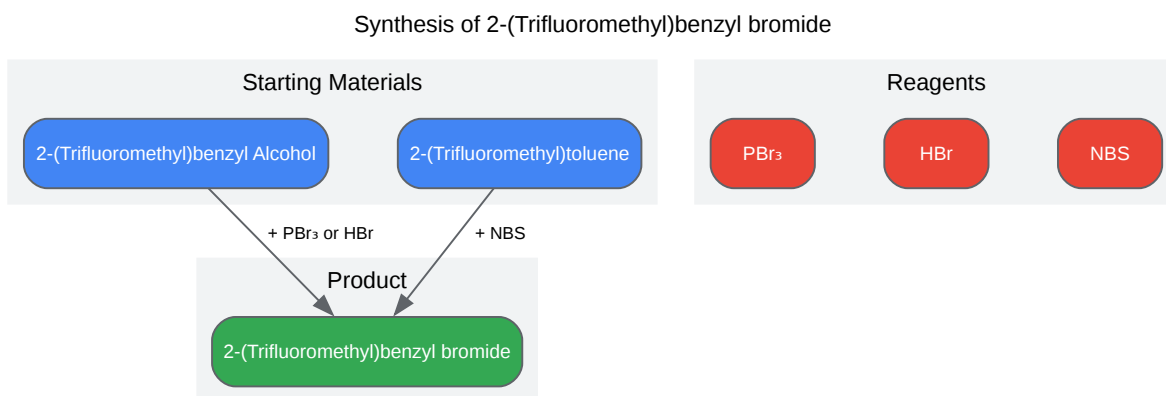 Synthesis of 2-(Trifluoromethyl)benzyl bromide
Starting Materials
Reagents
2-(Trifluoromethyl)benzyl Alcohol
2-(Trifluoromethyl)toluene
PBr₃
HBr
NBS
+ PBr₃ or HBr
+ NBS
Product
2-(Trifluoromethyl)benzyl bromide